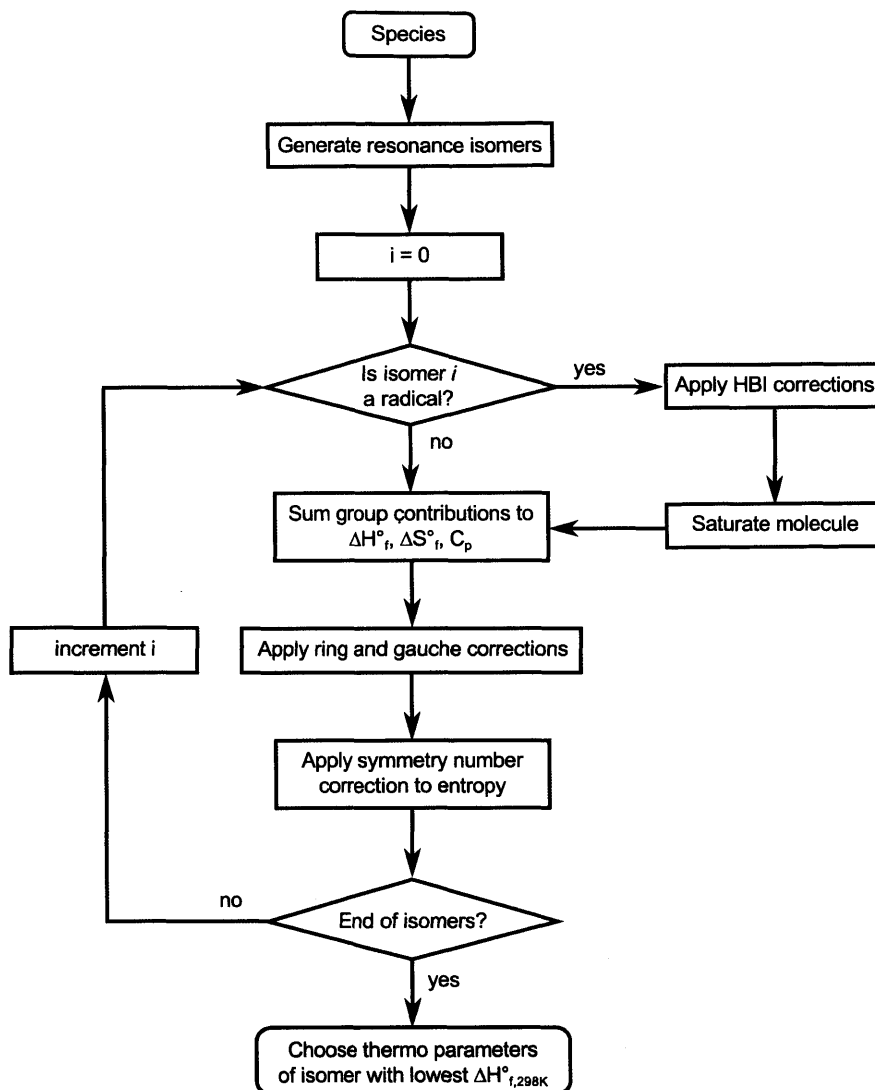 Species
Generate resonance isomers
i = 0
Is isomer i
a radical?
yes
Apply HBI corrections
no
Saturate molecule
Sum group contributions to
ΔH°f, ΔS°f, Cp
increment i
Apply ring and gauche corrections
Apply symmetry number
correction to entropy
no
End of isomers?
yes
Choose thermo parameters
of isomer with lowest ΔH°f,298K